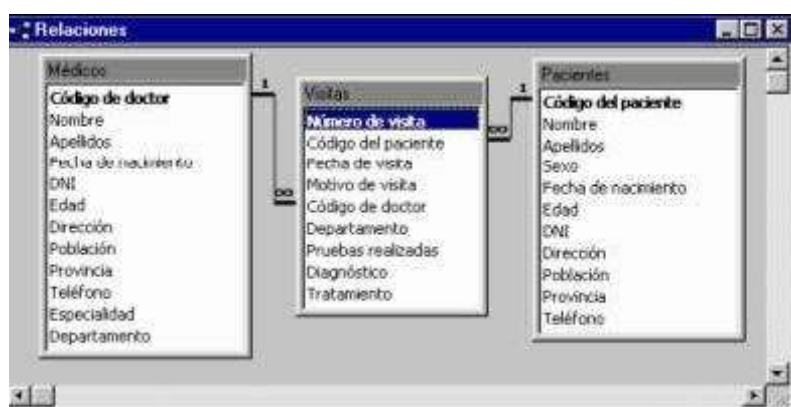 Relaciones
Médicos
Código de doctor
Nombre
Apellidos
Fecha de nacimiento
DNI
Edad
Dirección
Población
Provincia
Teléfono
Especialidad
Departamento
1
∞
Visitas
Número de visita
Código del paciente
Fecha de visita
Motivo de visita
Código de doctor
Departamento
Pruebas realizadas
Diagnóstico
Tratamiento
1
∞
Pacientes
Código del paciente
Nombre
Apellidos
Sexo
Fecha de nacimiento
Edad
DNI
Dirección
Población
Provincia
Teléfono